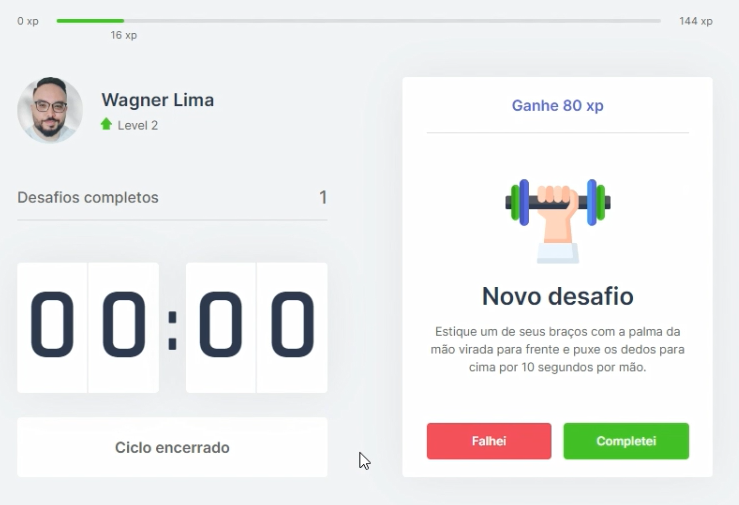 0 xp
144 xp
16 xp
Wagner Lima
Level 2
Desafios completos
1
00:00
Ciclo encerrado
Ganhe 80 xp
Novo desafio
Estique um de seus braços com a palma da
mão virada para frente e puxe os dedos para
cima por 10 segundos por mão.
Falhei
Completei